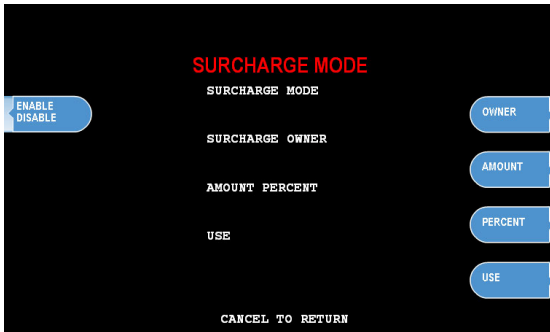 SURCHARGE MODE
SURCHARGE MODE
ENABLE
DISABLE
OWNER
SURCHARGE OWNER
AMOUNT
AMOUNT PERCENT
PERCENT
USE
USE
CANCEL TO RETURN